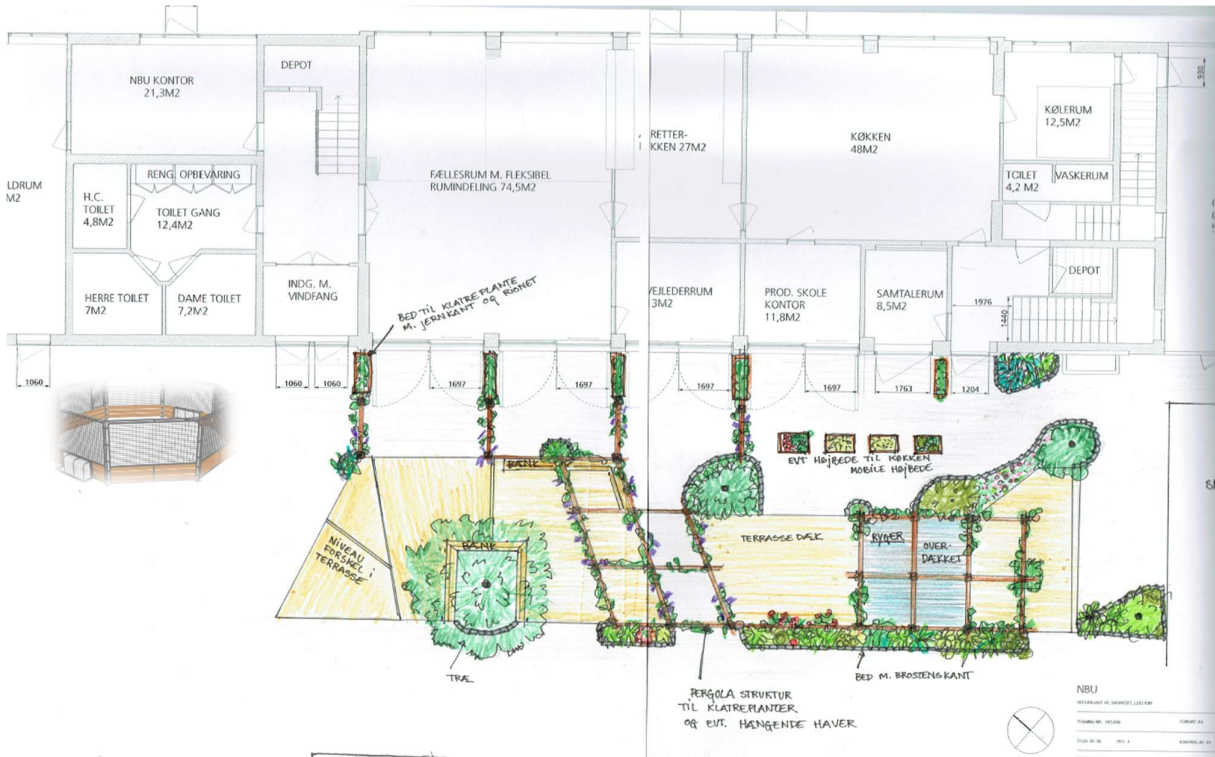 NBU KONTOR
21,3M2
DEPOT
RETTER-
KKEN 27M2
KØKKEN
48M2
KØLERUM
12,5M2
930
LDRUM
M2
H.C.
TOILET
4,8M2
RENG. OPBEVARING
TOILET GANG
12,4M2
FÆLLESRUM M. FLEKSIBEL
RUMINDELING 74,5M2
TOILET
4,2 M2
VASKERUM
HERRE TOILET
7M2
DAME TOILET
7,2M2
INDG. M.
VINDFANG
BED TIL KLATREPLANTE
M. JERNKANT OG RIONET
EJLEDERRUM
3M2
PROD. SKOLE
KONTOR
11,8M2
SAMTALERUM
8,5M2
DEPOT
1976
1440
1060
1060
1060
1697
1697
1697
1697
1763
1204
EVT HØJBEDE TIL KØKKEN
MOBILE HØJBEDE
BÆNK
NIVEAU
FORSKEL I
TERRASSE
BÆNK
TERRASSE DÆK
RYGER
OVER-
DÆKKET
TRÆ
PERGOLA STRUKTUR
TIL KLATREPLANTER
OG EVT. HÆNGENDE HAVER
BED M. BROSTENSKANT
NBU
FORMAT A3